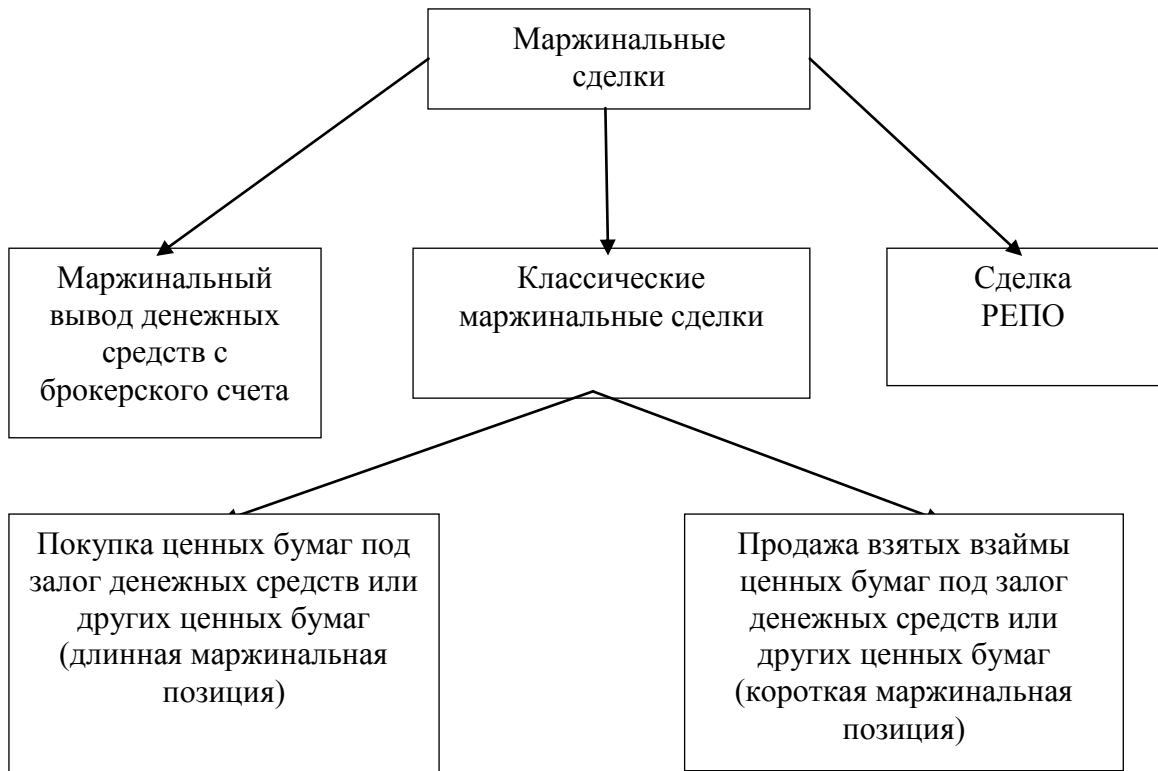 Маржинальные
сделки
Маржинальный
вывод денежных
средств с
брокерского счета
Классические
маржинальные сделки
Сделка
РЕПО
Покупка ценных бумаг под
залог денежных средств или
других ценных бумаг
(длинная маржинальная
позиция)
Продажа взятых взаймы
ценных бумаг под залог
денежных средств или
других ценных бумаг
(короткая маржинальная
позиция)